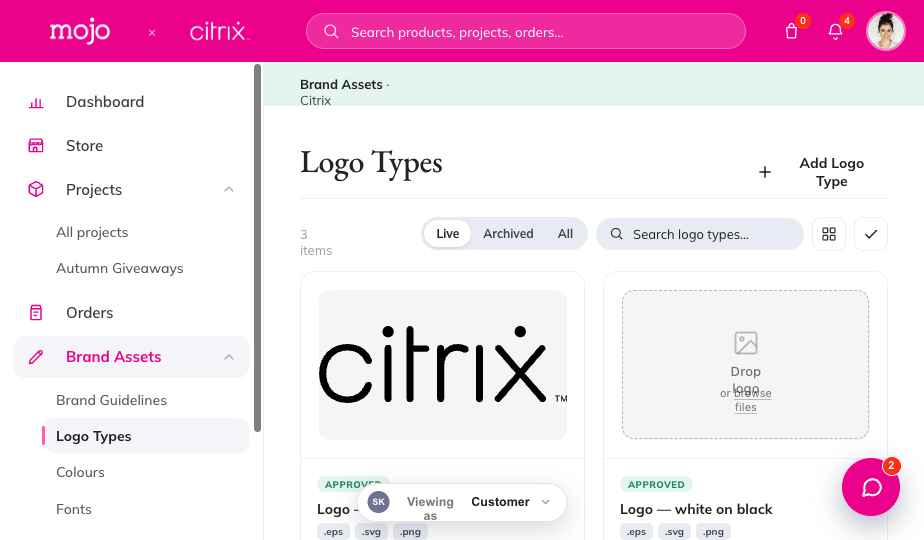 mojo
×
citrix
Search products, projects, orders...
0
4
Dashboard
Store
Projects
All projects
Autumn Giveaways
Orders
Brand Assets
Brand Guidelines
Logo Types
Colours
Fonts
Brand Assets ·
Citrix
Logo Types
Add Logo
Type
3
items
Live
Archived
All
Search logo types...
citrix™
APPROVED
Logo —
.eps .svg .png
Drop
logo
or browse
files
APPROVED
Logo — white on black
.eps .svg .png
SK
Viewing
as
Customer
2